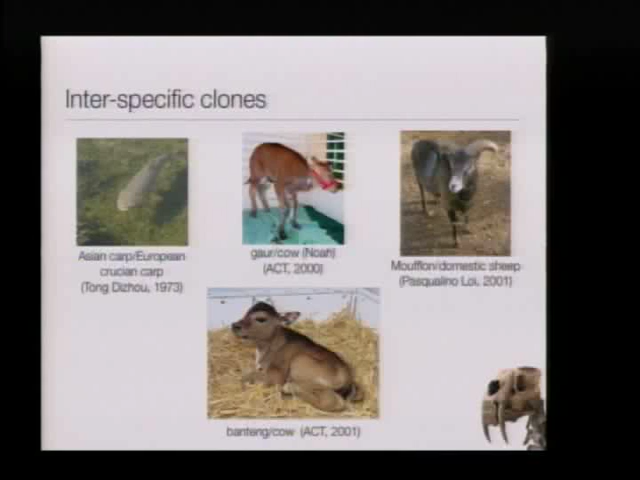 Inter-specific clones
Asian carp/European
crucian carp
(Tong Dizhou, 1973)
gaur/cow (Noah)
(ACT, 2000)
Moufflon/domestic sheep
(Pasqualino Loi, 2001)
banteng/cow (ACT, 2001)